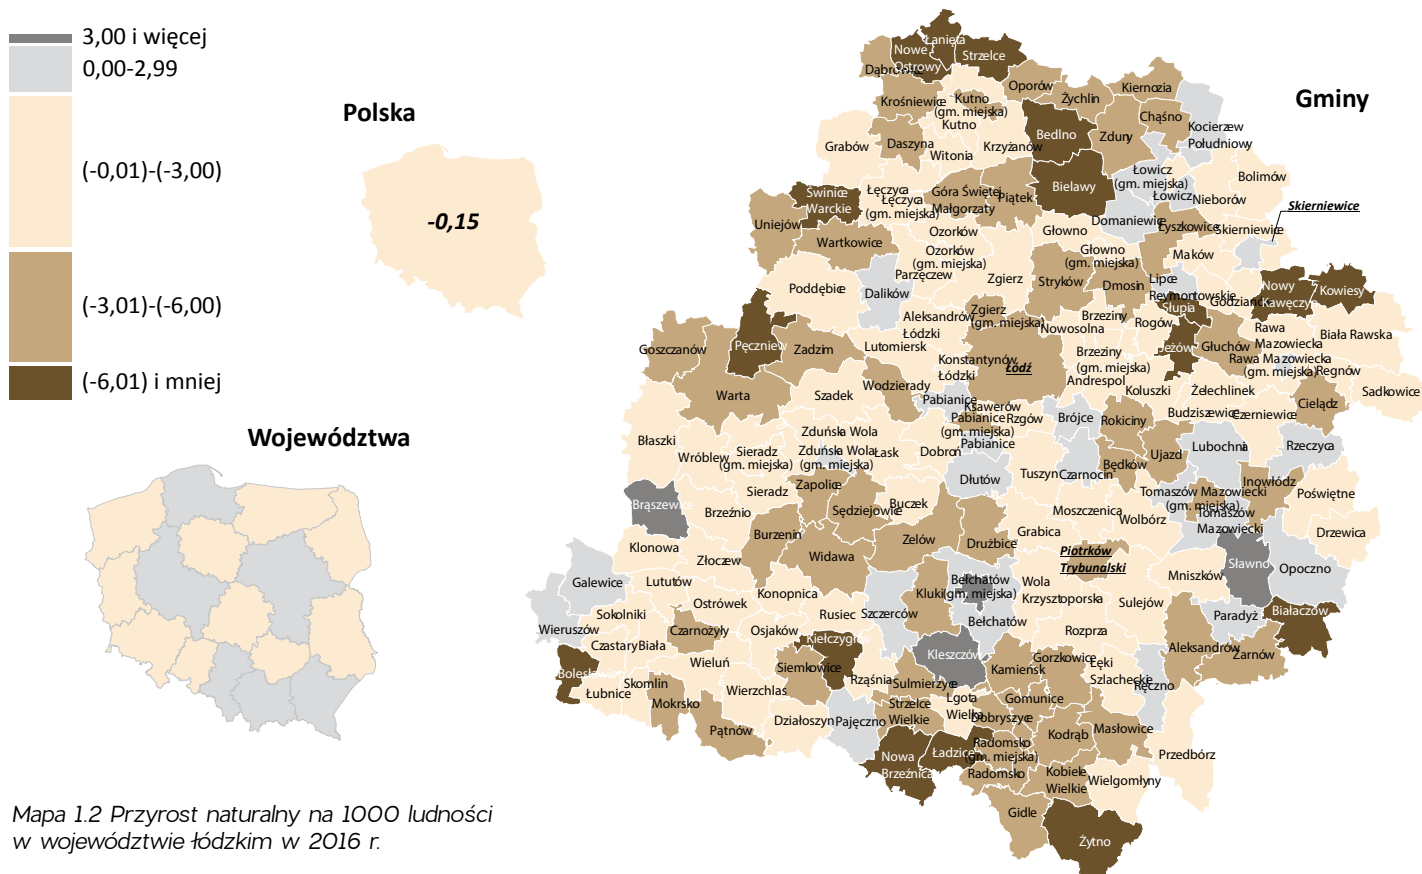 3,00 i więcej
0,00-2,99
(-0,01)-(-3,00)
(-3,01)-(-6,00)
(-6,01) i mniej
Polska
-0,15
Województwa
Gminy
Łanięta
Nowe
Ostrowy
Strzelce
Dąbrowice
Oporów
Kiernozia
Krośniewice
Kutno
(gm. miejska)
Kutno
Żychlin
Chąśno
Kocierzew
Południowy
Grabów
Daszyna
Witonia
Krzyżanów
Bedlno
Zduny
Bolimów
Łęczyca
Łęczyca
(gm. miejska)
Góra Świętej
Małgorzaty
Piątek
Bielawy
Łowicz
(gm. miejska)
Łowicz
Nieborów
Świnice
Warckie
Uniejów
Wartkowice
Ozorków
Ozorków
(gm. miejska)
Głowno
Głowno
(gm. miejska)
Domaniewice
Łyszkowice
Skierniewice
Skierniewice
Maków
Poddębice
Dalików
Parzęczew
Zgierz
Stryków
Dmosin
Lipce
Reymontowskie
Godzianów
Nowy
Kawęczyn
Kowiesy
Słupia
Aleksandrów
Łódzki
Zgierz
(gm. miejska)
Nowosolna
Brzeziny
Rogów
Jeżów
Głuchów
Rawa
Mazowiecka
Biała Rawska
Goszczanów
Pęczniew
Zadzim
Lutomiersk
Konstantynów
Łódzki
Łódź
Brzeziny
(gm. miejska)
Andrespol
Koluszki
Żelechlinek
Rawa Mazowiecka
(gm. miejska)
Regnów
Sadkowice
Warta
Szadek
Wodzierady
Pabianice
Ksawerów
Pabianice
(gm. miejska)
Pabianice
Rzgów
Brójce
Rokiciny
Budziszewice
Czerniewice
Cielądz
Błaszki
Wróblew
Sieradz
(gm. miejska)
Zduńska Wola
Zduńska Wola
(gm. miejska)
Łask
Dobroń
Dłutów
Tuszyn
Czarnocin
Będków
Ujazd
Lubochnia
Rzeczyca
Brąszewice
Brzeźnio
Sieradz
Zapolice
Sędziejowice
Buczek
Grabica
Moszczenica
Wolbórz
Tomaszów Mazowiecki
(gm. miejska)
Tomaszów
Mazowiecki
Inowłódz
Poświętne
Drzewica
Klonowa
Złoczew
Burzenin
Widawa
Zelów
Drużbice
Piotrków
Trybunalski
Sławno
Opoczno
Galewice
Lututów
Ostrówek
Konopnica
Rusiec
Szczerców
Kluki
Bełchatów
(gm. miejska)
Bełchatów
Wola
Krzysztoporska
Sulejów
Mniszków
Paradyż
Białaczów
Wieruszów
Sokolniki
Czastary
Biała
Czarnożyły
Osjaków
Kiełczygłów
Kleszczów
Rozprza
Aleksandrów
Żarnów
Bolesławiec
Łubnice
Skomlin
Wieluń
Wierzchlas
Siemkowice
Rząśnia
Sulmierzyce
Kamieńsk
Gorzkowice
Łęki
Szlacheckie
Ręczno
Mokrsko
Pątnów
Działoszyn
Pajęczno
Strzelce
Wielkie
Lgota
Wielka
Dobryszyce
Gomunice
Kodrąb
Masłowice
Przedbórz
Nowa
Brzeźnica
Ładzice
Radomsko
(gm. miejska)
Radomsko
Kobiele
Wielkie
Wielgomłyny
Gidle
Żytno
Mapa 1.2 Przyrost naturalny na 1000 ludności
w województwie łódzkim w 2016 r.